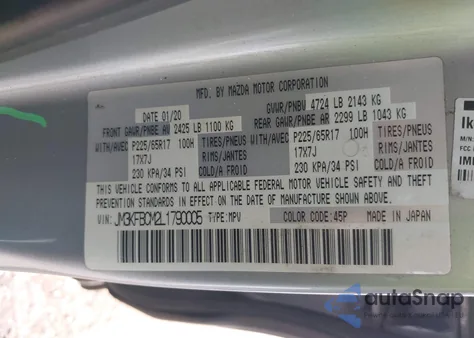 MFD. BY MAZDA MOTOR CORPORATION
DATE 01/20 GVWR/PNBV 4724 LB 2143 KG
FRONT GAWR/PNBE AV 2425 LB 1100 KG REAR GAWR/PNBE AR 2299 LB 1043 KG
WITH/AVEC P225/65R17 100H TIRES/PNEUS WITH/AVEC P225/65R17 100H TIRES/PNEUS
17X7J RIMS/JANTES 17X7J RIMS/JANTES
230 KPA/34 PSI COLD/A FROID 230 KPA/34 PSI COLD/A FROID
THIS VEHICLE CONFORMS TO ALL APPLICABLE FEDERAL MOTOR VEHICLE SAFETY, BUMPER AND THEFT
PREVENTION STANDARDS IN EFFECT ON THE DATE OF MANUFACTURE SHOWN ABOVE.
VIN: JM3KFBCM2L1790005 TYPE: MPV COLOR CODE: 45P MADE IN JAPAN
Ik
M/N:
FCC
IM
autoSnap